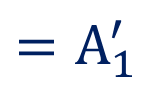 = A′₁